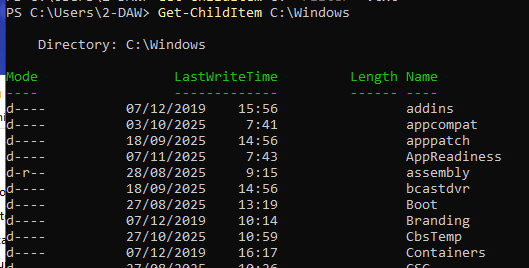 PS C:\Users\2-DAW> Get-ChildItem C:\Windows
Directory: C:\Windows
Mode LastWriteTime Length Name
---- ------------- ------ ----
d---- 07/12/2019 15:56 addins
d---- 03/10/2025 7:41 appcompat
d---- 18/09/2025 14:56 apppatch
d---- 07/11/2025 7:43 AppReadiness
d-r-- 28/08/2025 9:15 assembly
d---- 18/09/2025 14:56 bcastdvr
d---- 27/08/2025 13:19 Boot
d---- 07/12/2019 10:14 Branding
d---- 27/10/2025 10:59 CbsTemp
d---- 07/12/2019 16:17 Containers